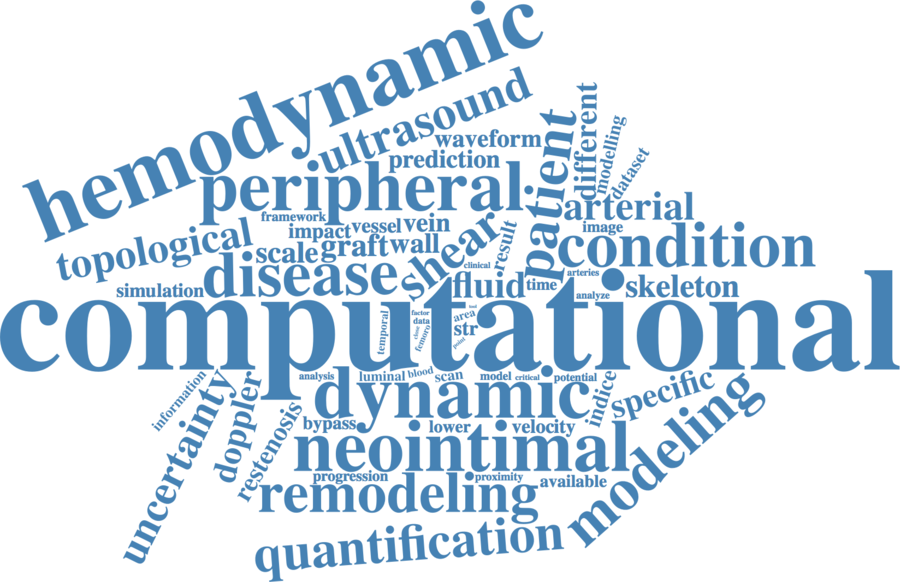 hemodynamic
ultrasound
waveform
prediction
peripheral
patient
different
modelling
dataset
arterial
image
framework
impact
vessel
vein
topological
scale
graft
wall
shear
result
condition
disease
clinical
fluid
time
arteries
analyze
skeleton
simulation
computational
temporal
factor
data
close
femoro
area
str
point
analysis
luminal
blood
scan
model
critical
potential
information
uncertainty
doppler
restenosis
dynamic
indice
specific
modeling
bypass
lower
velocity
neointimal
progression
proximity
available
remodeling
quantification